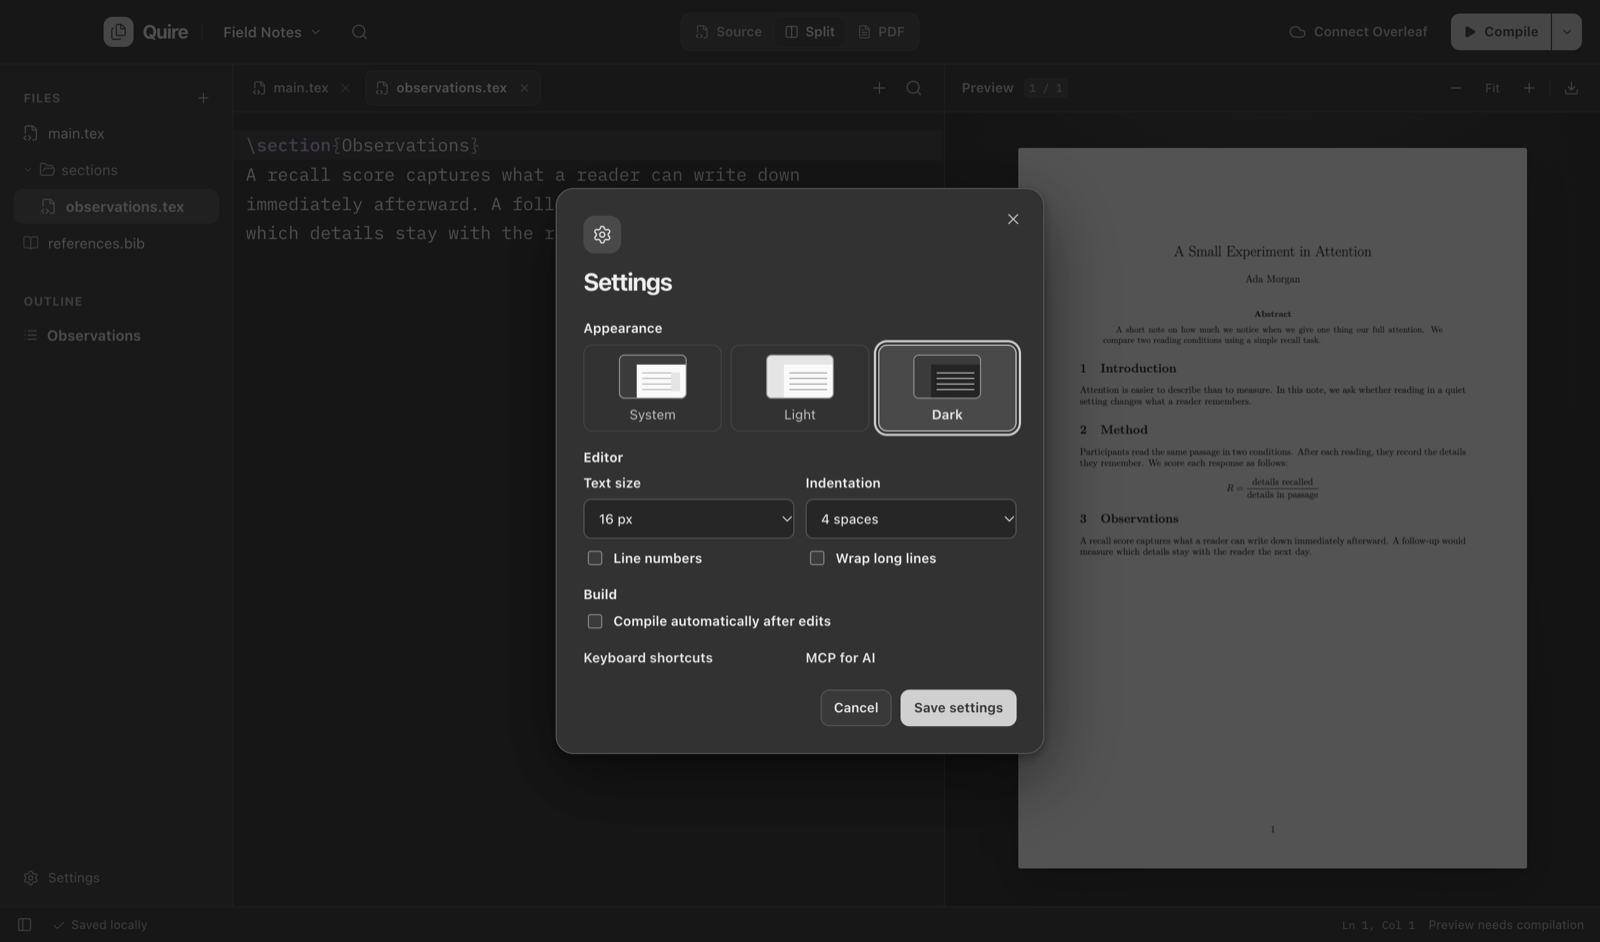 Quire
Field Notes
Source
Split
PDF
Connect Overleaf
Compile
FILES
main.tex
sections
observations.tex
references.bib
OUTLINE
Observations
Settings
main.tex
observations.tex
\section{Observations}
A recall score captures what a reader can write down
immediately afterward. A foll
which details stay with the r
Preview
1 / 1
Fit
A Small Experiment in Attention
Ada Morgan
Abstract
A short note on how much we notice when we give one thing our full attention. We
compare two reading conditions using a simple recall task.
1 Introduction
Attention is easier to describe than to measure. In this note, we ask whether reading in a quiet
setting changes what a reader remembers.
2 Method
Participants read the same passage in two conditions. After each reading, they record the details
they remember. We score each response as follows:
R = details recalled
details in passage
3 Observations
A recall score captures what a reader can write down immediately afterward. A follow-up would
measure which details stay with the reader the next day.
1
Settings
Appearance
System
Light
Dark
Editor
Text size
Indentation
16 px
4 spaces
Line numbers
Wrap long lines
Build
Compile automatically after edits
Keyboard shortcuts
MCP for AI
Cancel
Save settings
Saved locally
Ln 1, Col 1
Preview needs compilation